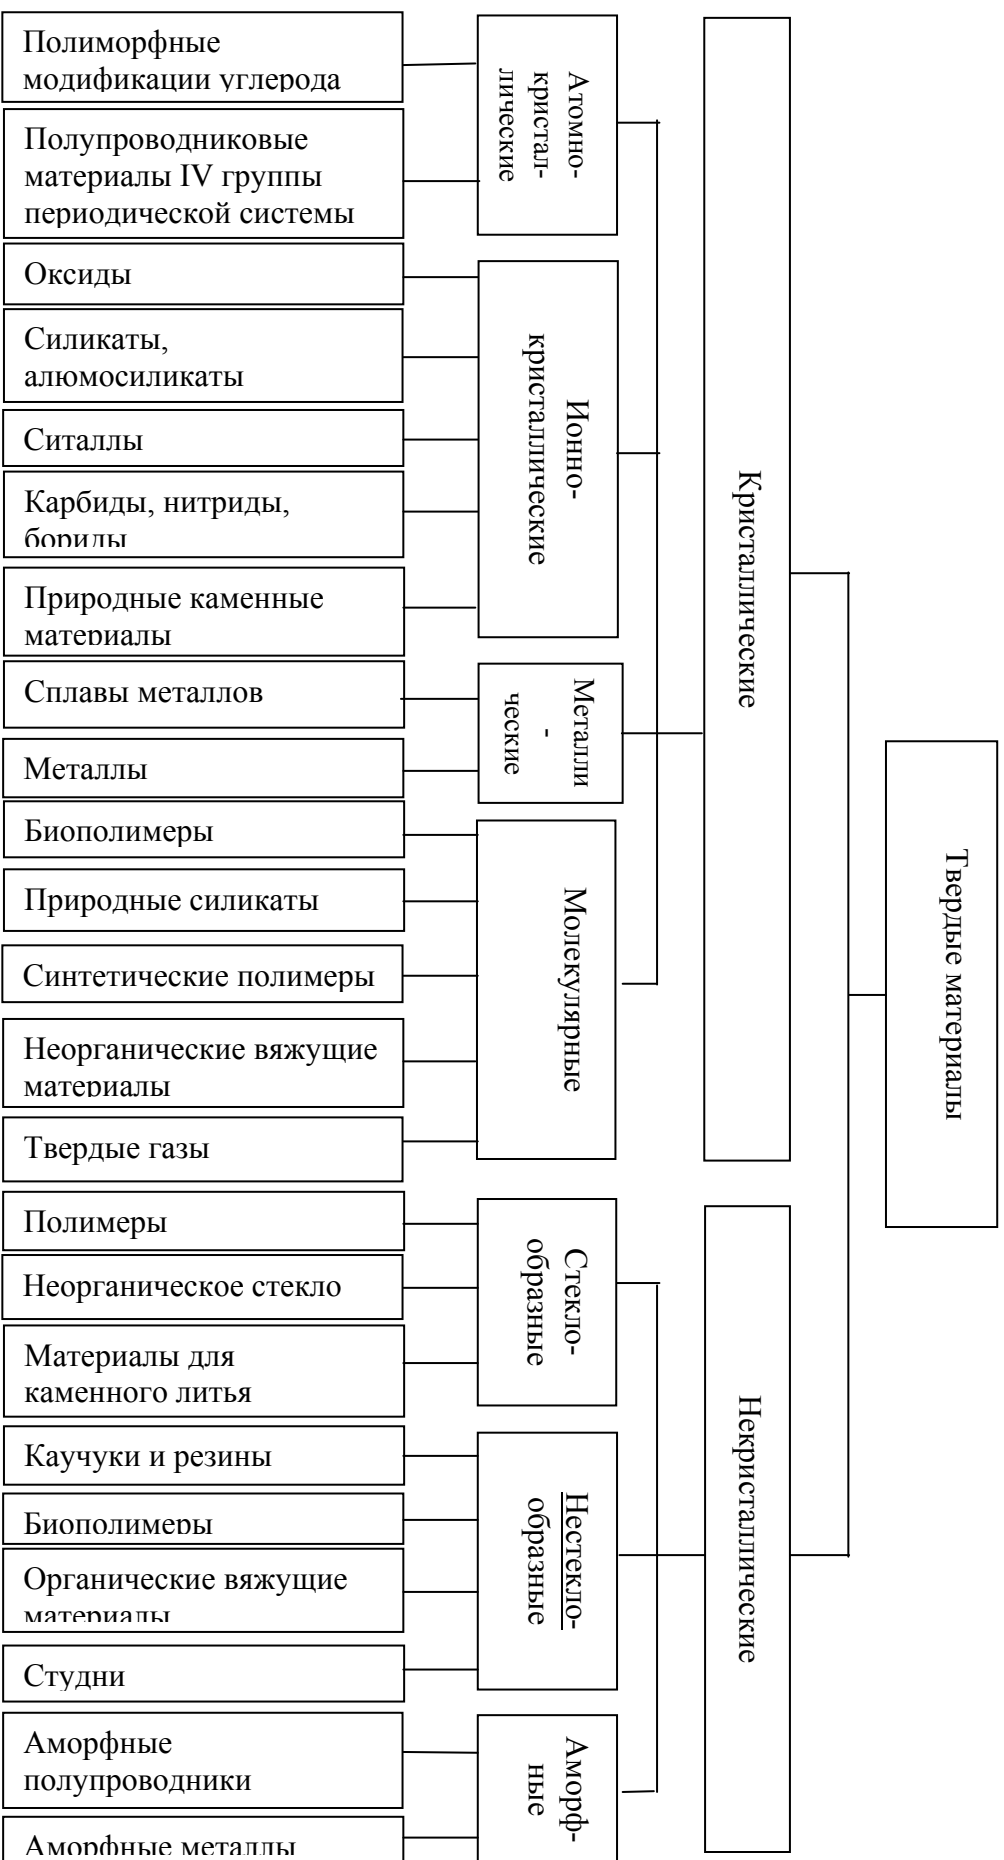 Полиморфные
модификации углерода
Полупроводниковые
материалы IV группы
периодической системы
Оксиды
Силикаты,
алюмосиликаты
Ситаллы
Карбиды, нитриды,
бориды
Природные каменные
материалы
Сплавы металлов
Металлы
Биополимеры
Природные силикаты
Синтетические полимеры
Неорганические вяжущие
материалы
Твердые газы
Полимеры
Неорганическое стекло
Материалы для
каменного литья
Каучуки и резины
Биополимеры
Органические вяжущие
материалы
Студни
Аморфные
полупроводники
Аморфные металлы
Атомно-
кристал-
лические
Ионно-
кристаллические
Металли
-
ческие
Молекулярные
Стекло-
образные
Нестекло-
образные
Аморф-
ные
Кристаллические
Некристаллические
Твердые материалы